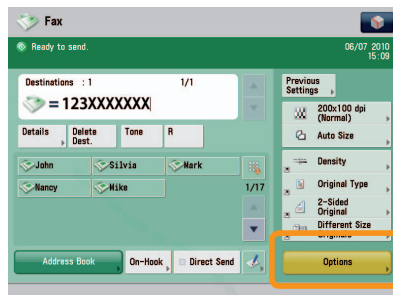 Fax
Ready to send.
06/07 2010
15:09
Destinations : 1
1/1
= 123XXXXXXX
Details
Delete
Dest.
Tone
R
John
Silvia
Mark
Nancy
Mike
1/17
Address Book
On-Hook
Direct Send
Previous
Settings
200x100 dpi
(Normal)
Auto Size
Density
Original Type
2-Sided
Original
Different Size
Originals
Options